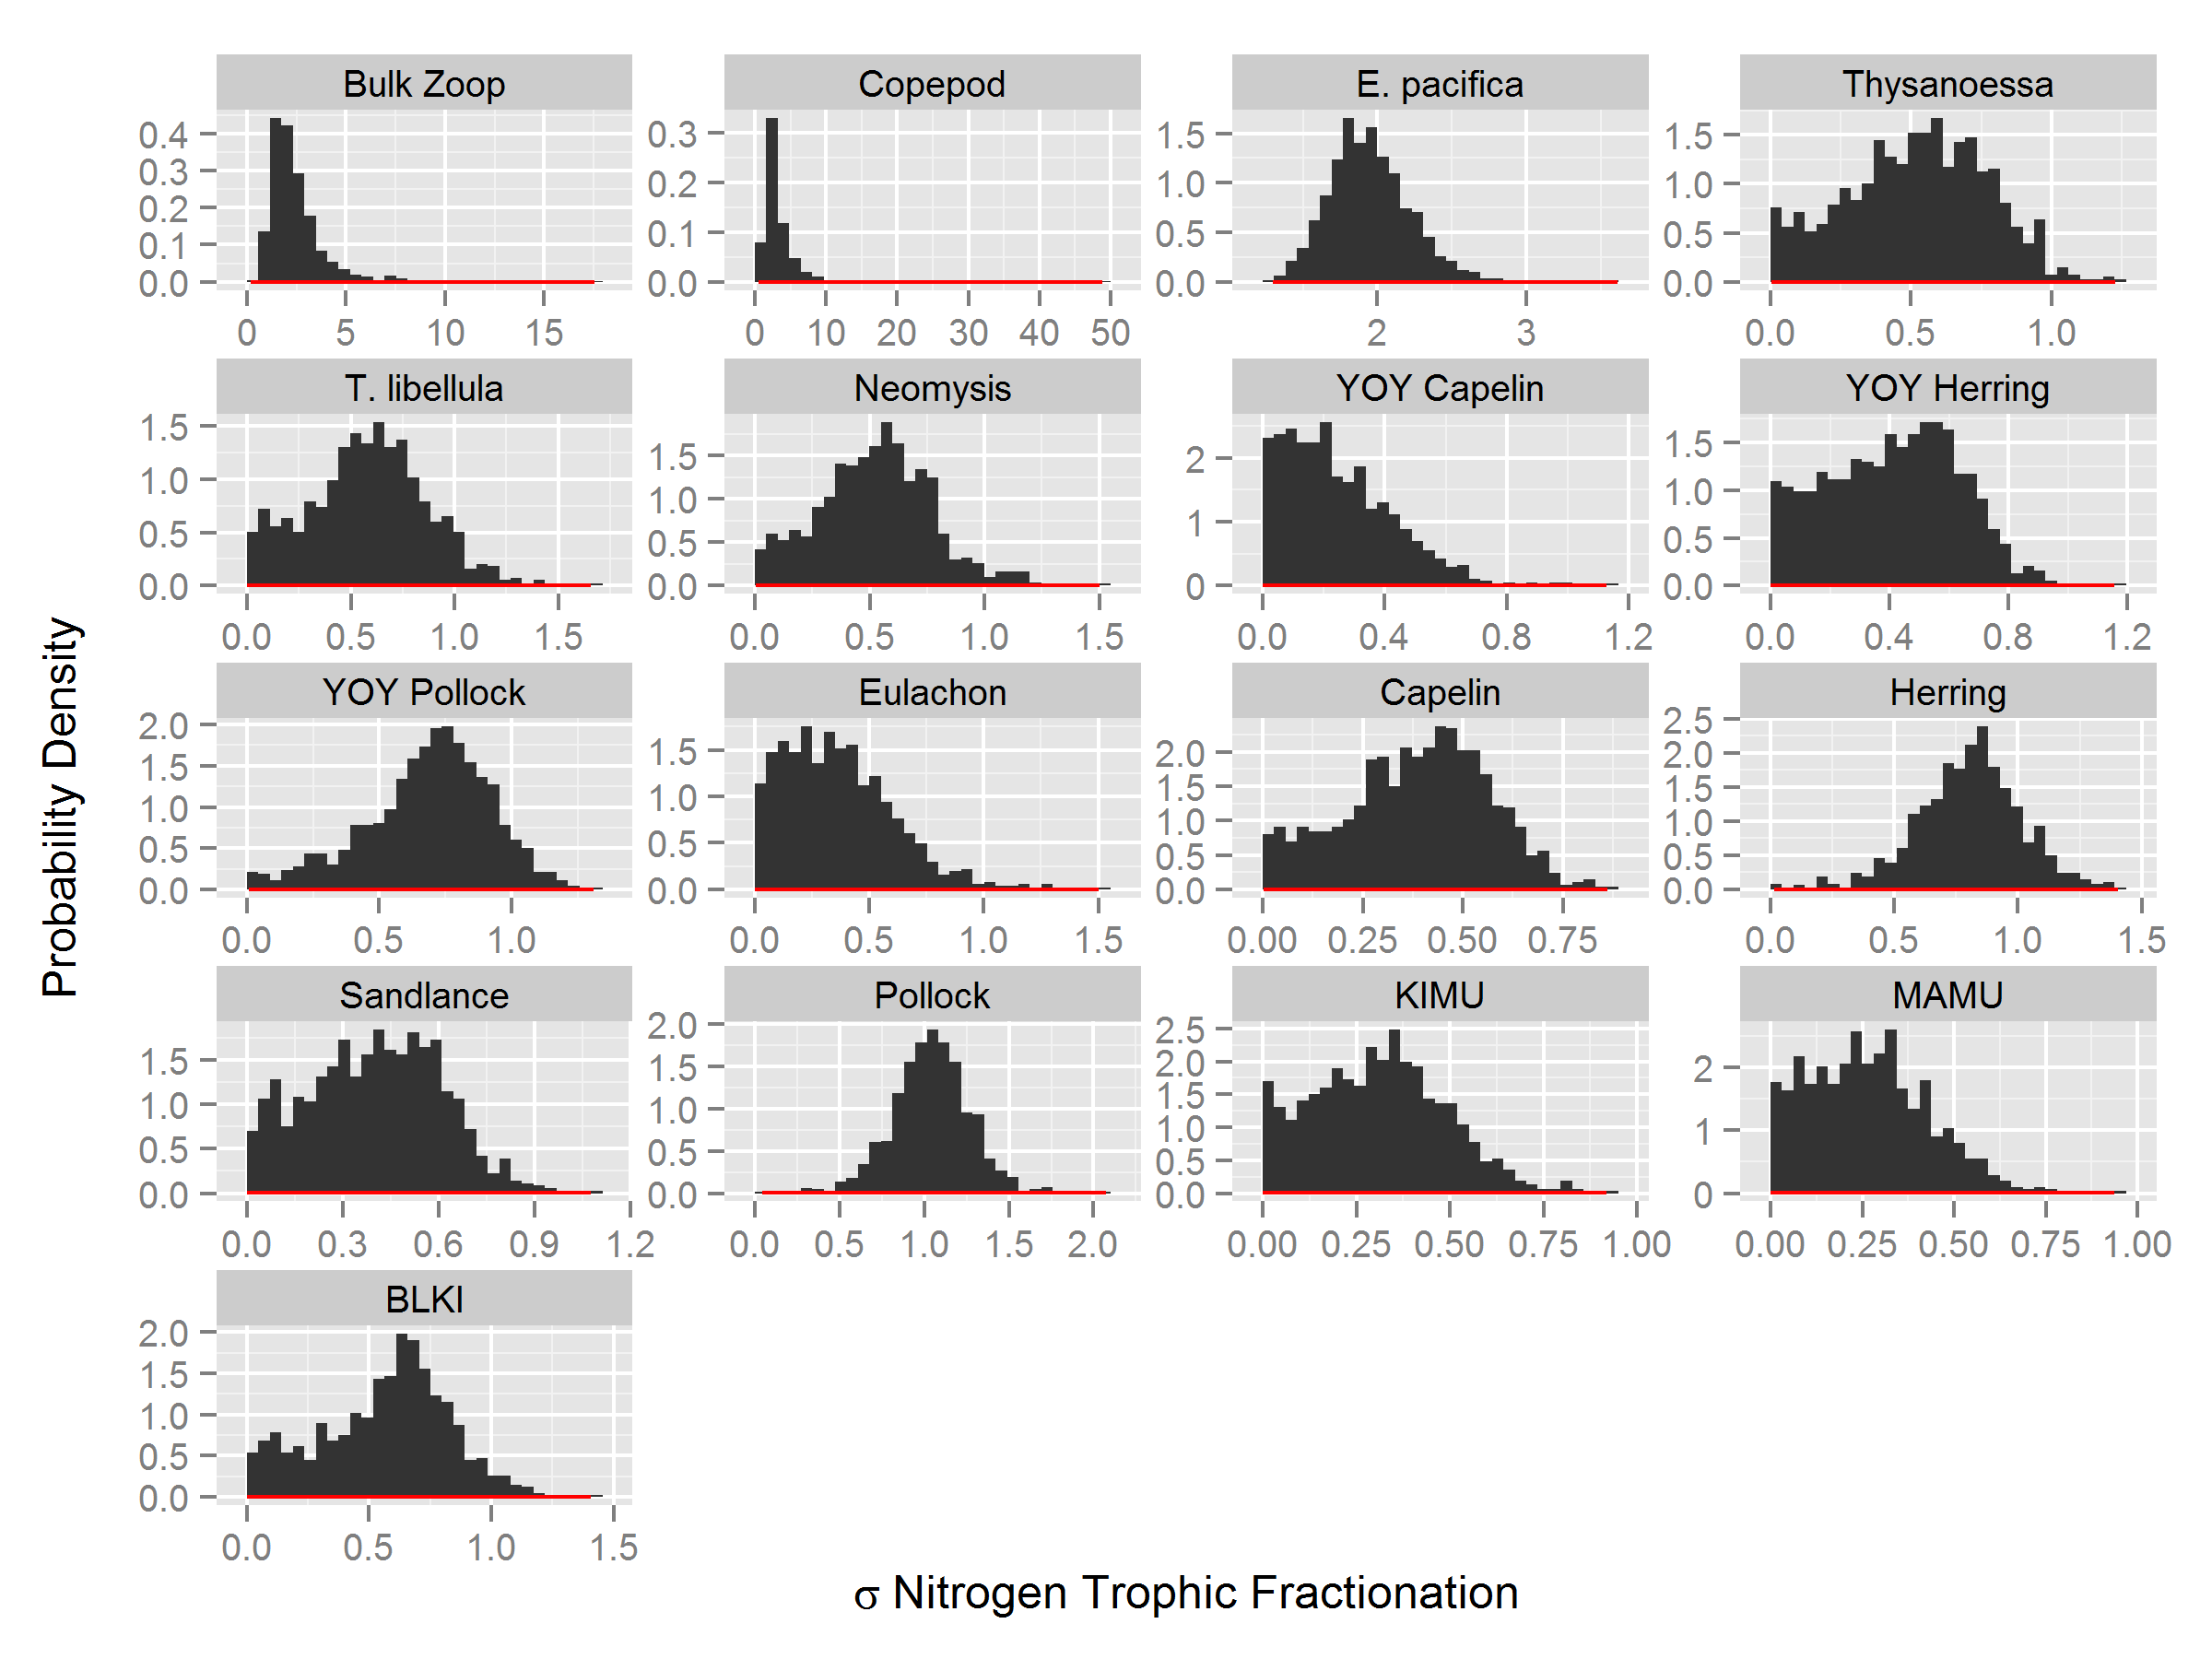 Bulk Zoop Copepod E. pacifica Thysanoessa
0.4 0.3 1.5 1.5
0.3 0.2 1.0 1.0
0.2 0.1 0.5 0.5
0.1 0.0 0.0 0.0
0.0
0 5 10 15 0 10 20 30 40 50 2 3 0.0 0.5 1.0
T. libellula Neomysis YOY Capelin YOY Herring
1.5 1.5 2 1.5
1.0 1.0 1 1.0
0.5 0.5 0 0.5
0.0 0.0 0.0
0.0 0.5 1.0 1.5 0.0 0.5 1.0 1.5 0.0 0.4 0.8 1.2 0.0 0.4 0.8 1.2
YOY Pollock Eulachon Capelin Herring
2.0 1.5 2.0 2.5
1.5 1.0 1.5 2.0
1.0 0.5 1.0 1.5
0.5 0.0 0.5 1.0
0.0 0.0 0.5
0.0
0.0 0.5 1.0 0.0 0.5 1.0 1.5 0.00 0.25 0.50 0.75 0.0 0.5 1.0 1.5
Sandlance Pollock KIMU MAMU
1.5 2.0 2.5 2
1.0 1.5 2.0 1
0.5 1.0 1.5 0
0.0 0.5 1.0
0.0 0.5
0.0
0.0 0.3 0.6 0.9 1.2 0.0 0.5 1.0 1.5 2.0 0.00 0.25 0.50 0.75 1.00 0.00 0.25 0.50 0.75 1.00
BLKI
2.0
1.5
1.0
0.5
0.0
0.0 0.5 1.0 1.5
Probability Density
σ Nitrogen Trophic Fractionation